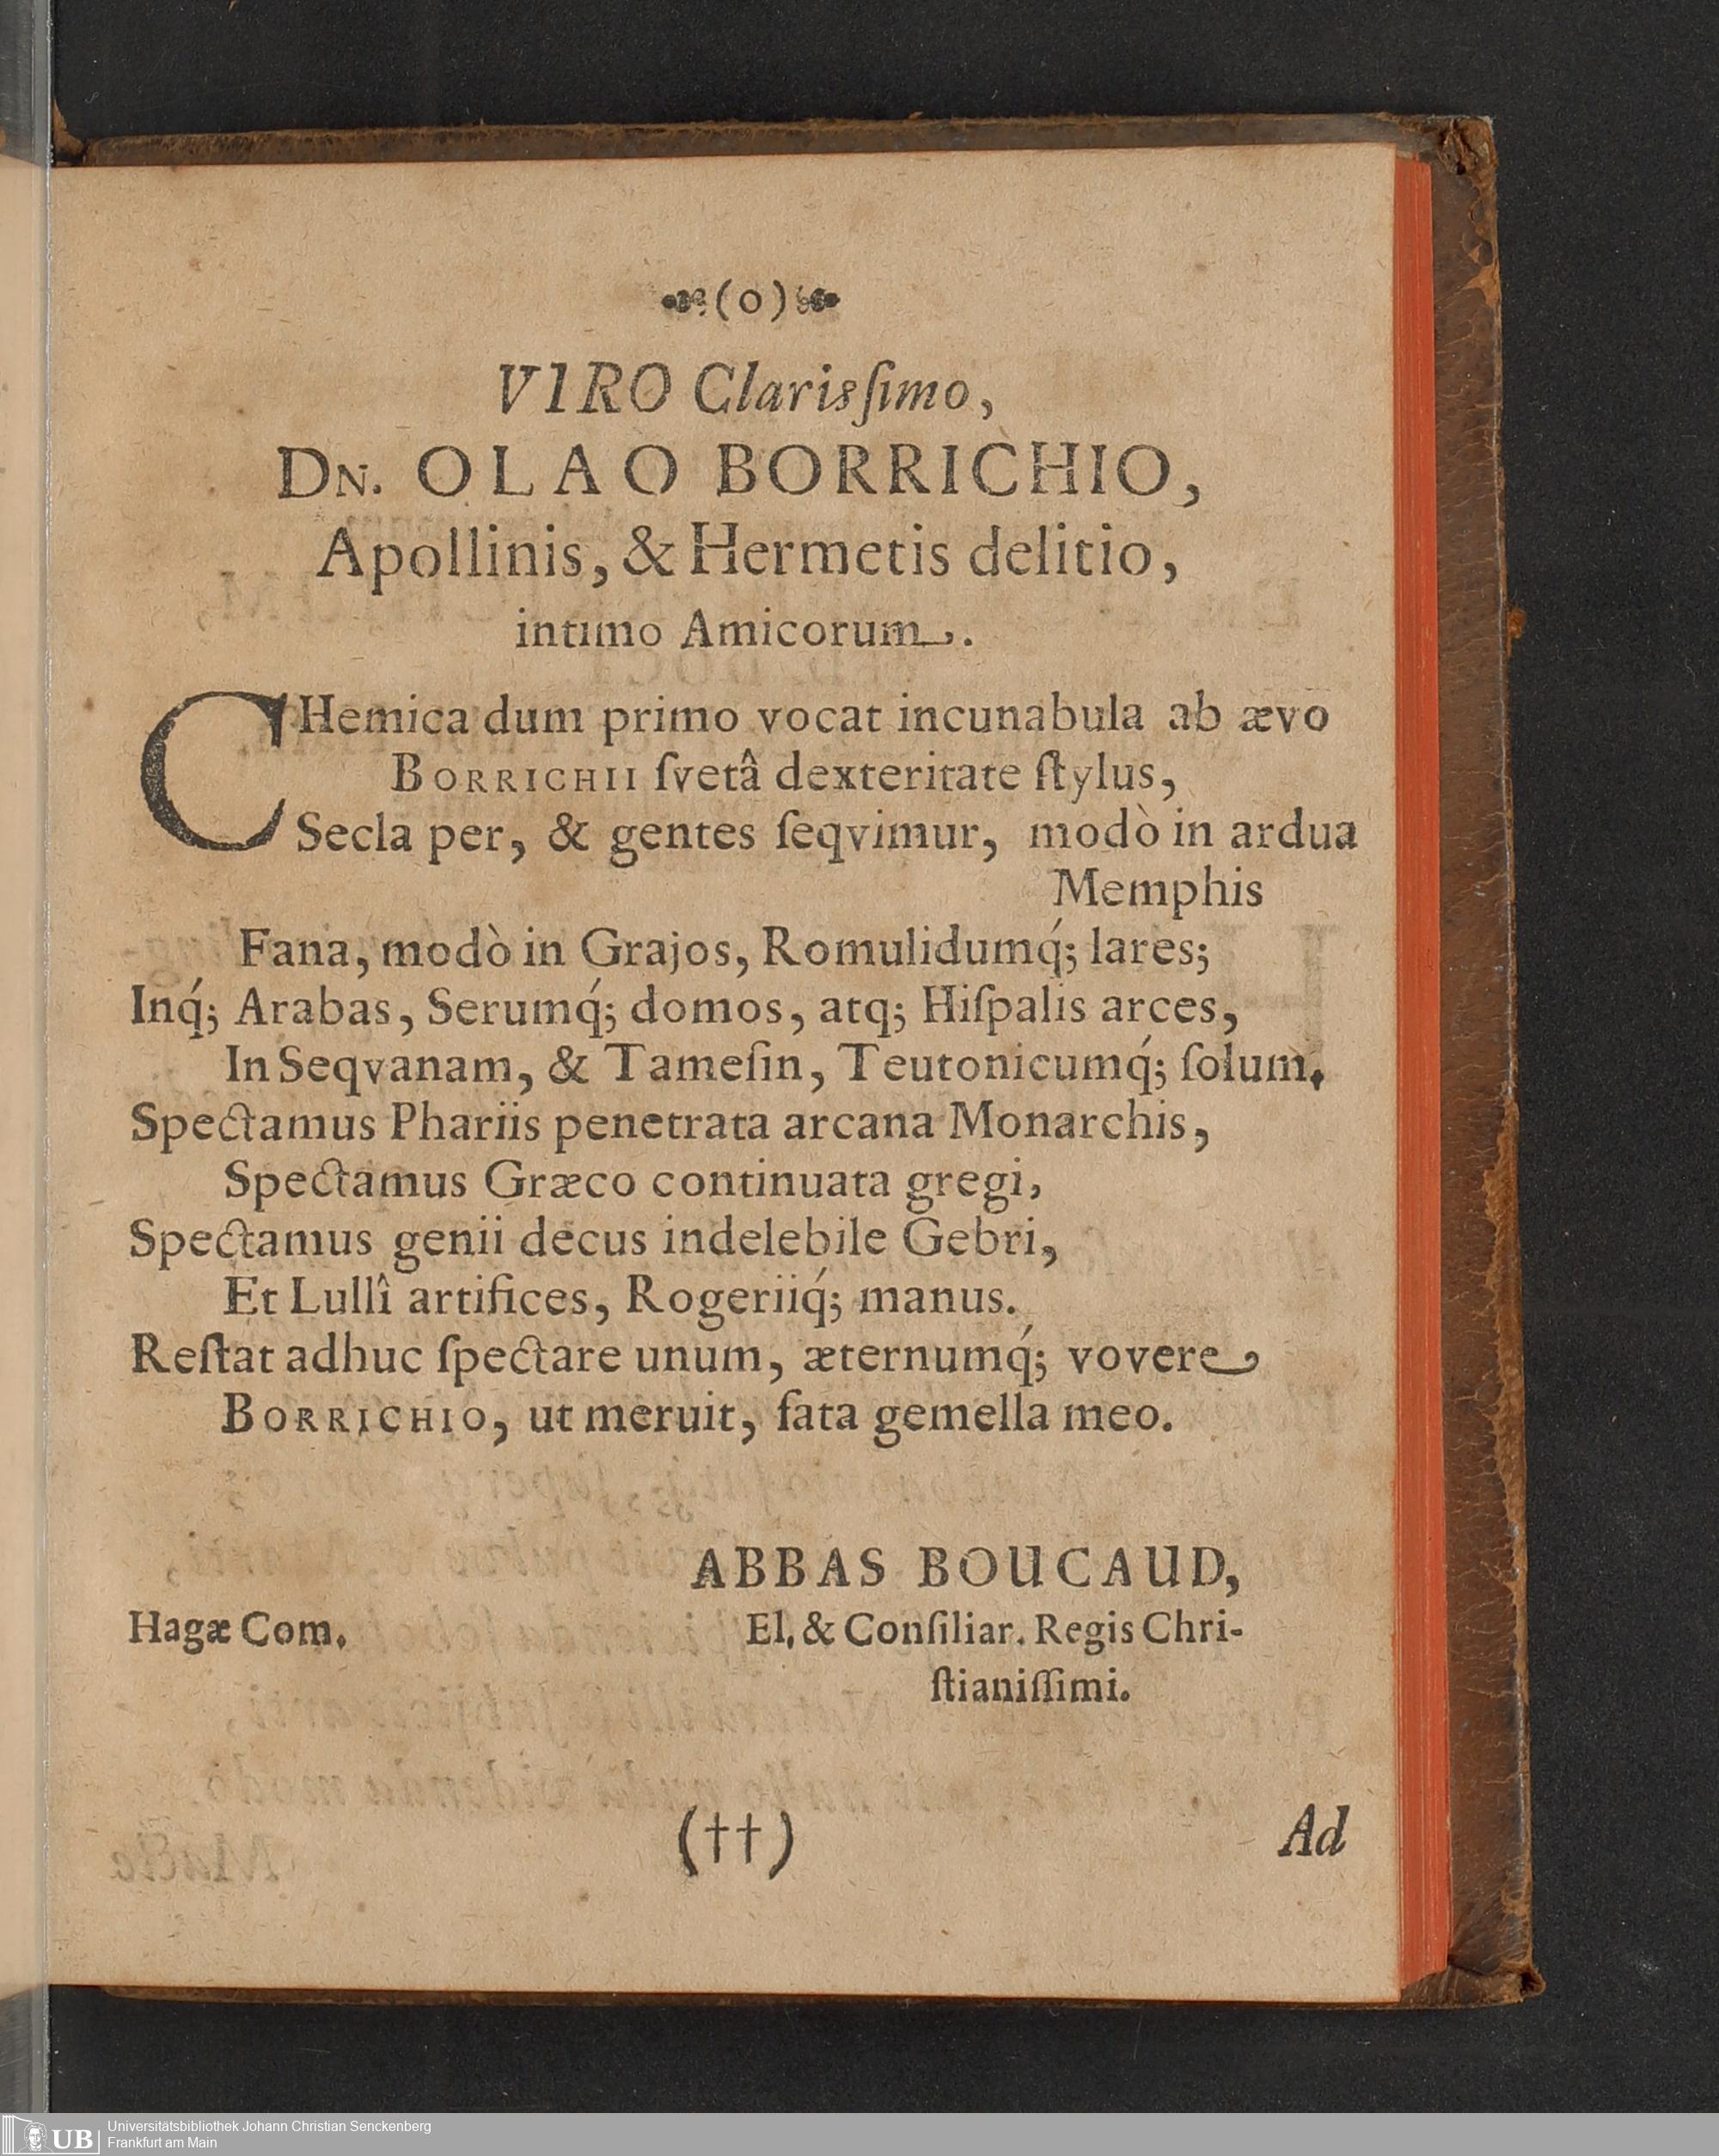 (o)
VIRO Clarisſimo,
DN. OLAO BORRICHIO,
Apollinis, & Hermetis delitio,
intimo Amicorum.
CHemica dum primo vocat incunabula ab ævo
BORRICHII ſvetâ dexteritate ſtylus,
Secla per, & gentes ſeqvimur, modò in ardua
Memphis
Fana, modò in Grajos, Romulidumq́; lares;
Inq́; Arabas, Serumq́; domos, atq; Hiſpalis arces,
In Seqvanam, & Tameſin, Teutonicumq́; ſolum.
Spectamus Phariis penetrata arcana Monarchis,
Spectamus Græco continuata gregi,
Spectamus genii decus indelebile Gebri,
Et Lullî artifices, Rogeriiq́; manus.
Reſtat adhuc ſpectare unum, æternumq́; vovere
BORRICHIO, ut meruit, fata gemella meo.
ABBAS BOUCAUD,
Hagæ Com. El. & Conſiliar. Regis Chri-
ſtianiſſimi.
(††) Ad
UB Universitätsbibliothek Johann Christian Senckenberg
Frankfurt am Main